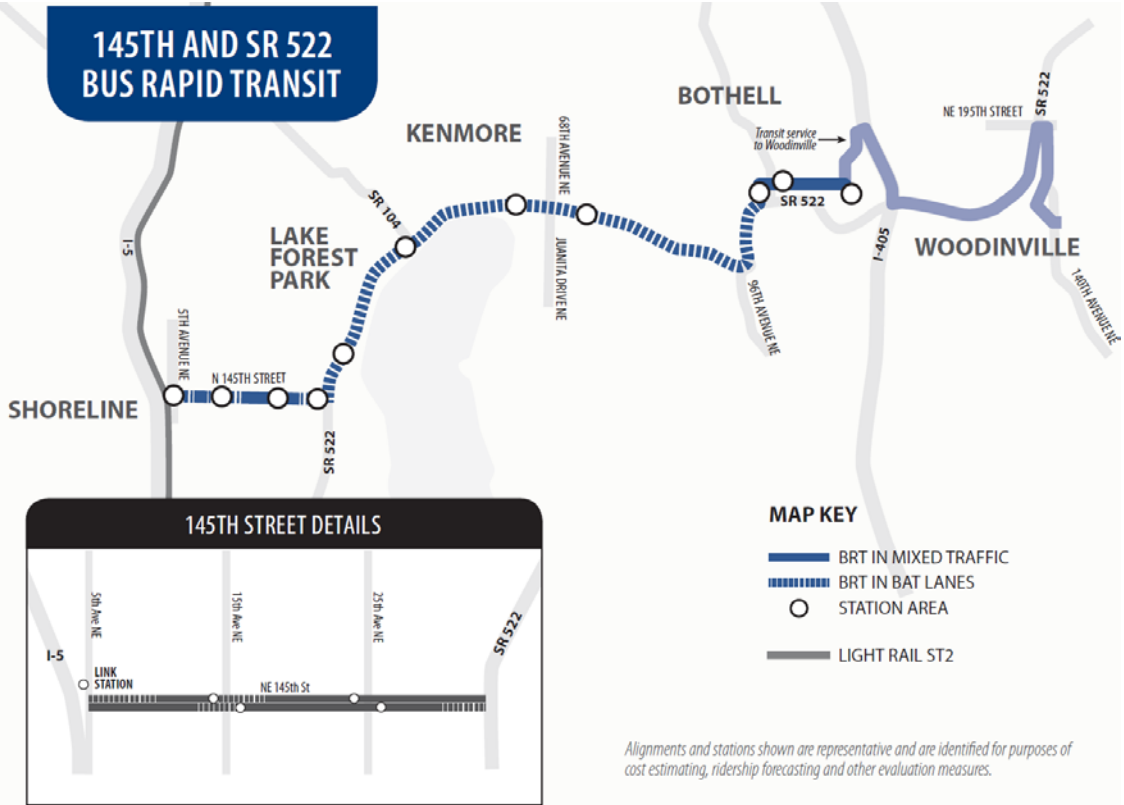 145TH AND SR 522
BUS RAPID TRANSIT
BOTHELL
SR 522
NE 195TH STREET
KENMORE
68TH AVENUE NE
Transit service
to Woodinville
SR 104
SR 522
I-5
LAKE
FOREST
PARK
JUANITA DRIVE NE
I-405
WOODINVILLE
96TH AVENUE NE
140TH AVENUE NE
5TH AVENUE NE
N 145TH STREET
SHORELINE
SR 522
145TH STREET DETAILS
5th Ave NE
15th Ave NE
25th Ave NE
SR 522
I-5
LINK
STATION
NE 145th St
MAP KEY
BRT IN MIXED TRAFFIC
BRT IN BAT LANES
STATION AREA
LIGHT RAIL ST2
Alignments and stations shown are representative and are identified for purposes of
cost estimating, ridership forecasting and other evaluation measures.